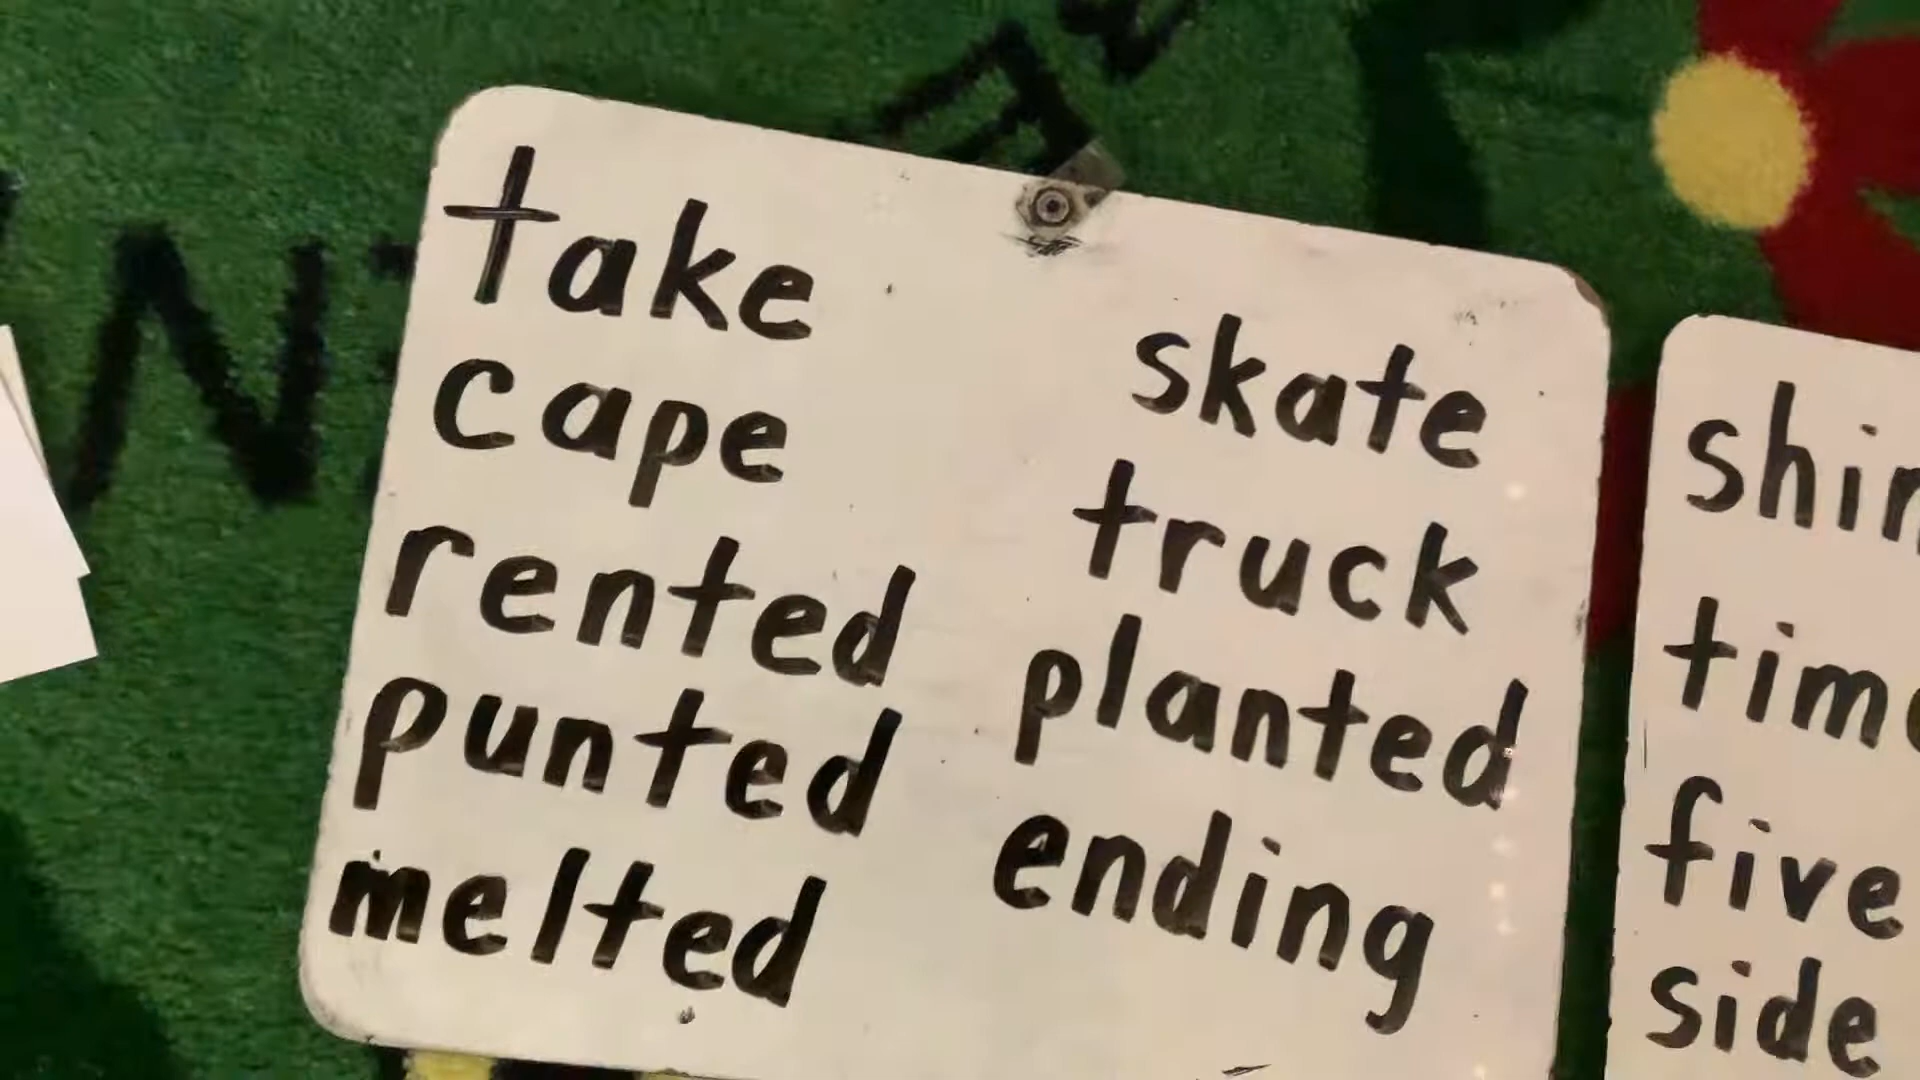 take
cape
rented
punted
melted
skate
truck
planted
ending
five
side